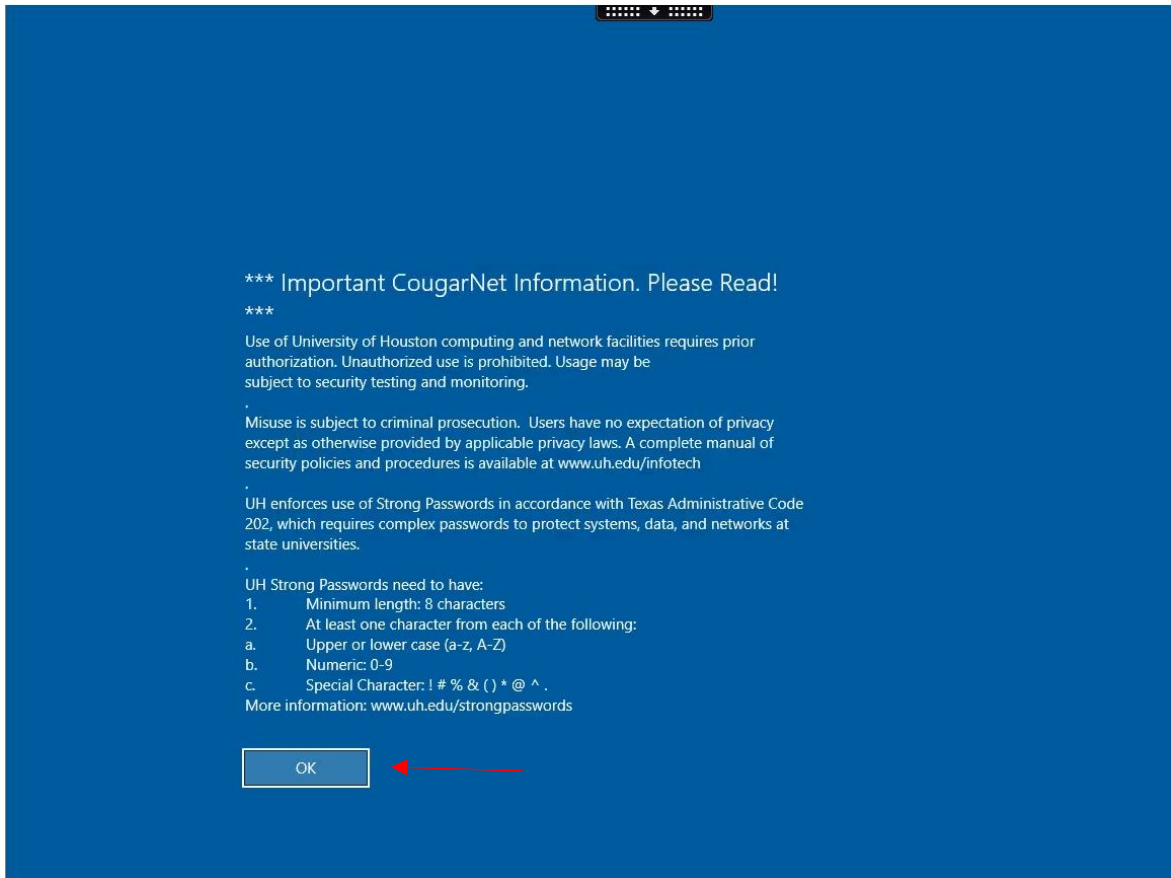 *** Important CougarNet Information. Please Read!
***
Use of University of Houston computing and network facilities requires prior
authorization. Unauthorized use is prohibited. Usage may be
subject to security testing and monitoring.
.
Misuse is subject to criminal prosecution.  Users have no expectation of privacy
except as otherwise provided by applicable privacy laws. A complete manual of
security policies and procedures is available at www.uh.edu/infotech
.
UH enforces use of Strong Passwords in accordance with Texas Administrative Code
202, which requires complex passwords to protect systems, data, and networks at
state universities.
.
UH Strong Passwords need to have:
1. Minimum length: 8 characters
2. At least one character from each of the following:
a. Upper or lower case (a-z, A-Z)
b. Numeric: 0-9
c. Special Character: ! # % & ( ) * @ ^ .
More information: www.uh.edu/strongpasswords
OK